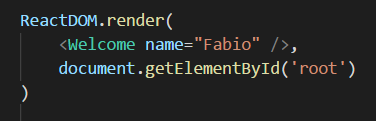 ReactDOM.render(
    <Welcome name="Fabio" />,
    document.getElementById('root')
)